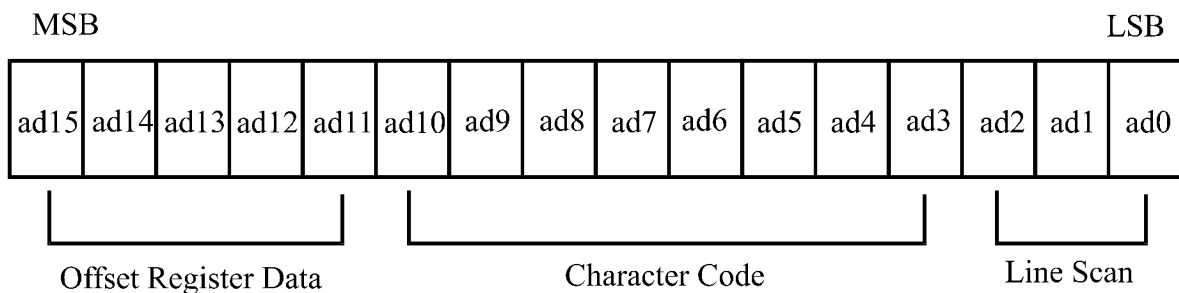 MSB LSB
ad15 ad14 ad13 ad12 ad11 ad10 ad9 ad8 ad7 ad6 ad5 ad4 ad3 ad2 ad1 ad0
Offset Register Data Character Code Line Scan